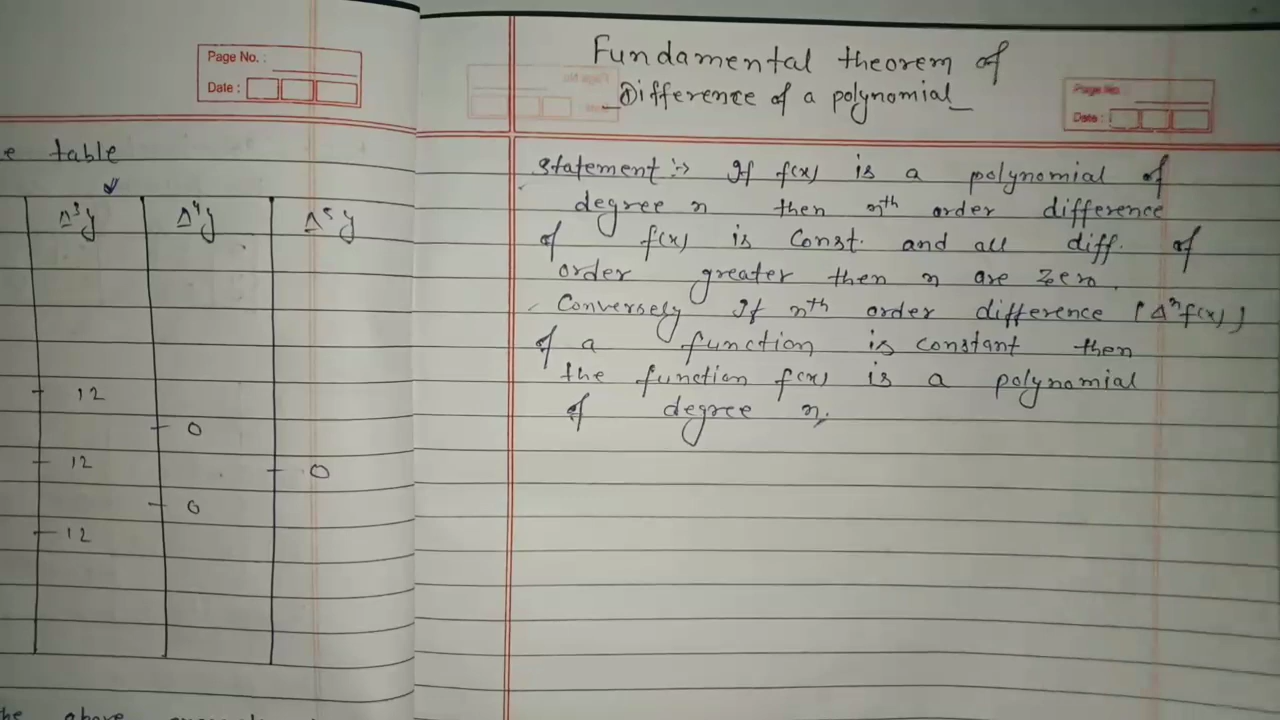 Page No. :
Date :
e table
Δ³y Δ⁴y Δ⁵y
12
0
12 0
0
12
the above
Fundamental theorem of
Difference of a polynomial
Page No.
Date :
Statement :- If f(x) is a polynomial of
degree n then nth order difference
of f(x) is Const. and all diff. of
order greater then n are Zero.
Conversely If nth order difference [Δⁿf(x)]
of a function is constant then
the function f(x) is a polynomial
of degree n.